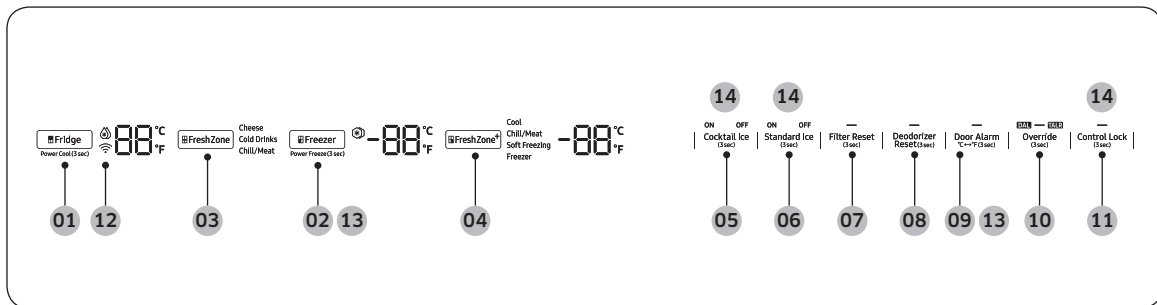 14 14 14
Fridge
Power Cool (3 sec)
88 °C °F
FreshZone
Cheese
Cold Drinks
Chill/Meat
Freezer
Power Freeze (3 sec)
-88 °C °F
FreshZone+
Cool
Chill/Meat
Soft Freezing
Freezer
-88 °C °F
ON OFF
Cocktail Ice
(3 sec)
ON OFF
Standard Ice
(3 sec)
Filter Reset
(3 sec)
Deodorizer
Reset (3 sec)
Door Alarm
°C↔°F (3 sec)
DAL — TALR
Override
(3 sec)
Control Lock
(3 sec)
01 12 03 02 13 04 05 06 07 08 09 13 10 11